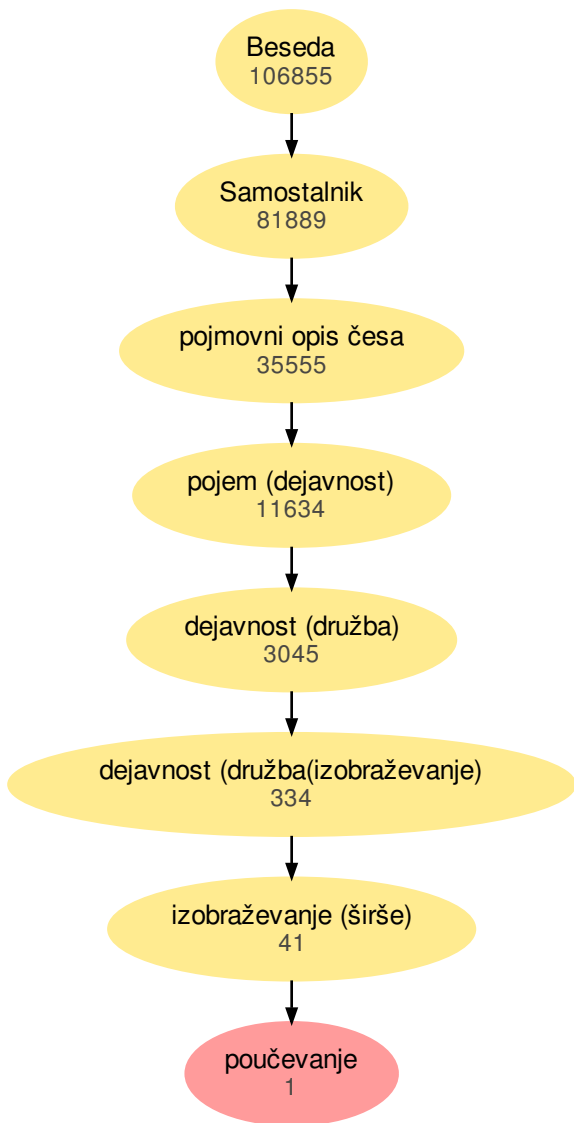 Beseda
106855
Samostalnik
81889
pojmovni opis česa
35555
pojem (dejavnost)
11634
dejavnost (družba)
3045
dejavnost (družba(izobraževanje)
334
izobraževanje (širše)
41
poučevanje
1